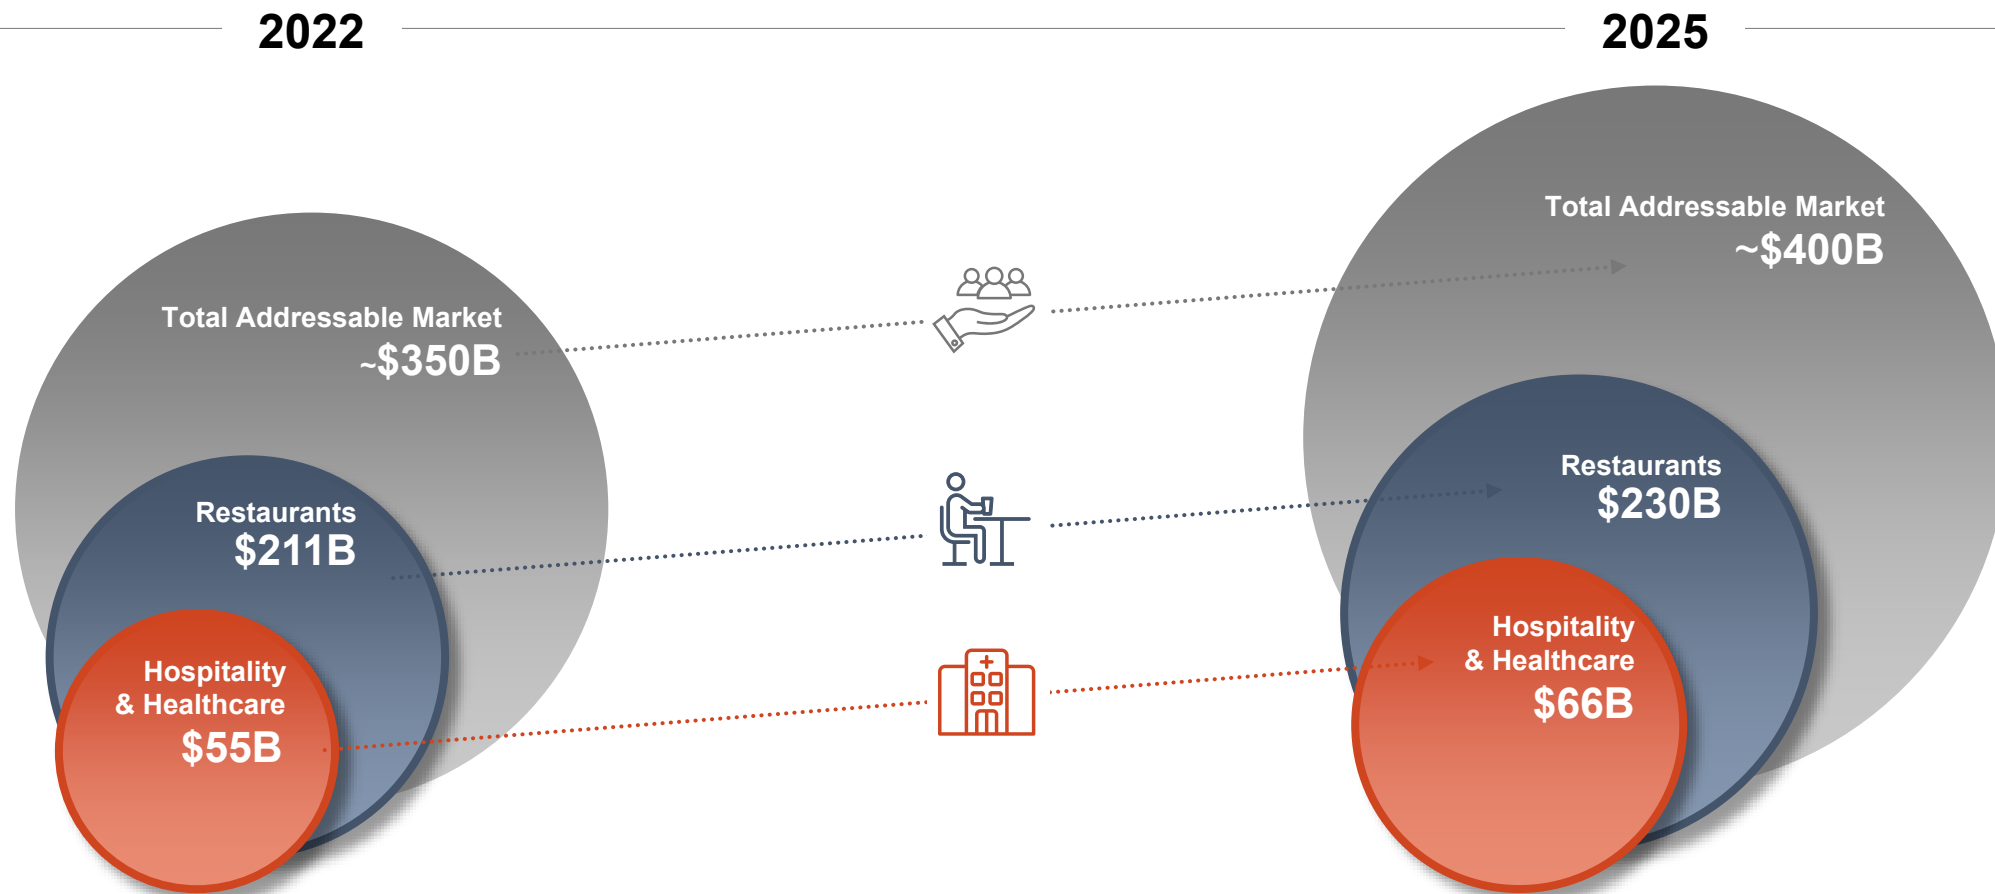 2022
2025
Total Addressable Market
~$350B
Restaurants
$211B
Hospitality
& Healthcare
$55B
Total Addressable Market
~$400B
Restaurants
$230B
Hospitality
& Healthcare
$66B